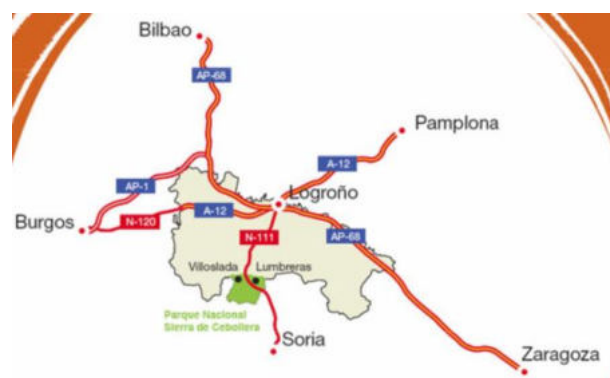 Bilbao
AP-68
Pamplona
A-12
AP-1
Logroño
Burgos
N-120
A-12
N-111
AP-68
Villoslada
Lumbreras
Parque Nacional
Sierra de Cebollera
Soria
Zaragoza